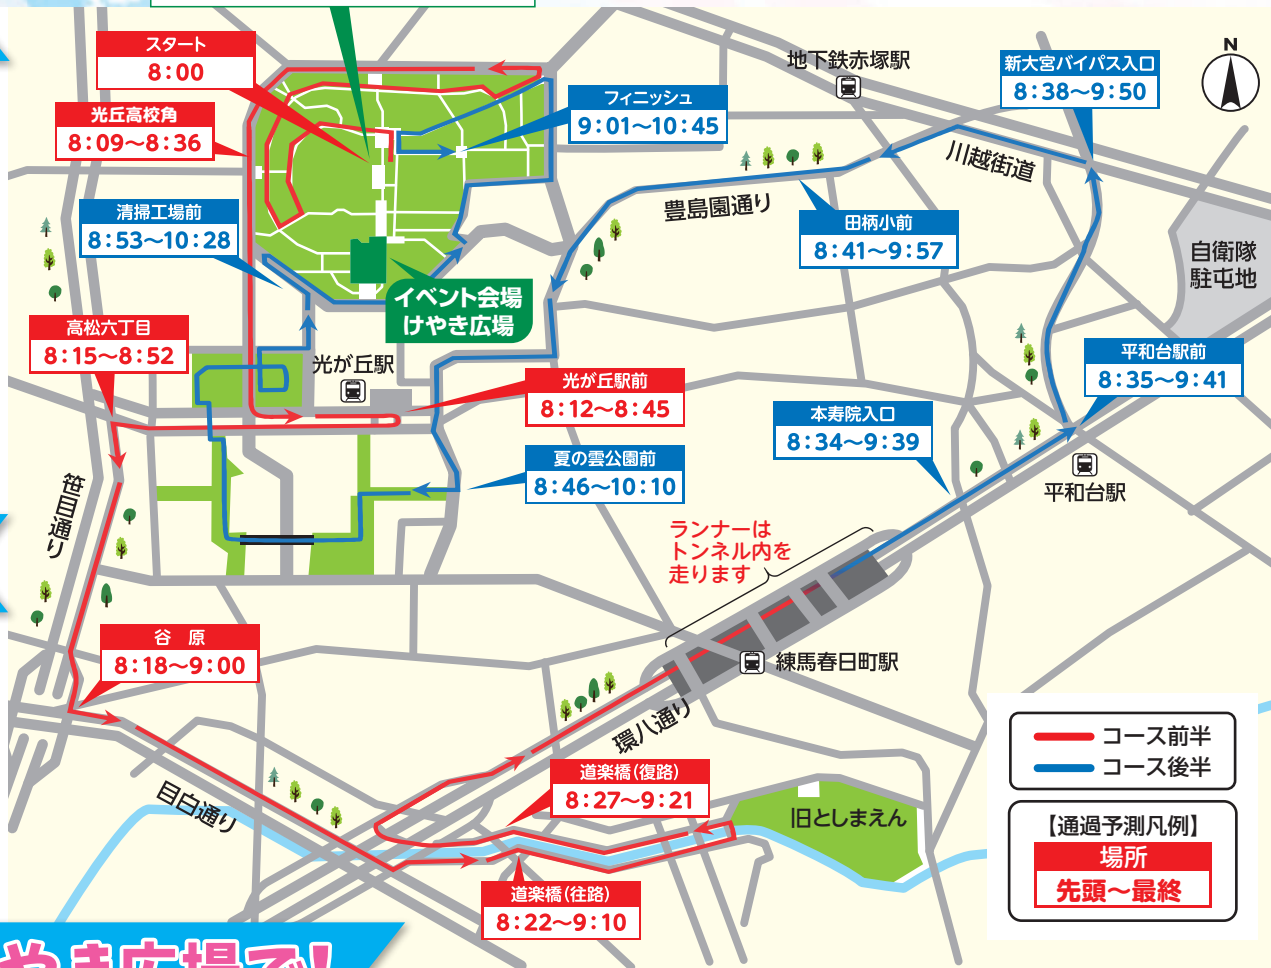 スタート
8:00
光丘高校角
8:09～8:36
清掃工場前
8:53～10:28
高松六丁目
8:15～8:52
フィニッシュ
9:01～10:45
地下鉄赤塚駅
新大宮バイパス入口
8:38～9:50
N
川越街道
豊島園通り
田柄小前
8:41～9:57
自衛隊
駐屯地
イベント会場
けやき広場
光が丘駅
光が丘駅前
8:12～8:45
平和台駅前
8:35～9:41
本寿院入口
8:34～9:39
夏の雲公園前
8:46～10:10
平和台駅
笹目通り
ランナーは
トンネル内を
走ります
谷　原
8:18～9:00
練馬春日町駅
環八通り
目白通り
道楽橋(復路)
8:27～9:21
旧としまえん
道楽橋(往路)
8:22～9:10
コース前半
コース後半
【通過予測凡例】
場所
先頭～最終
やき広場で!